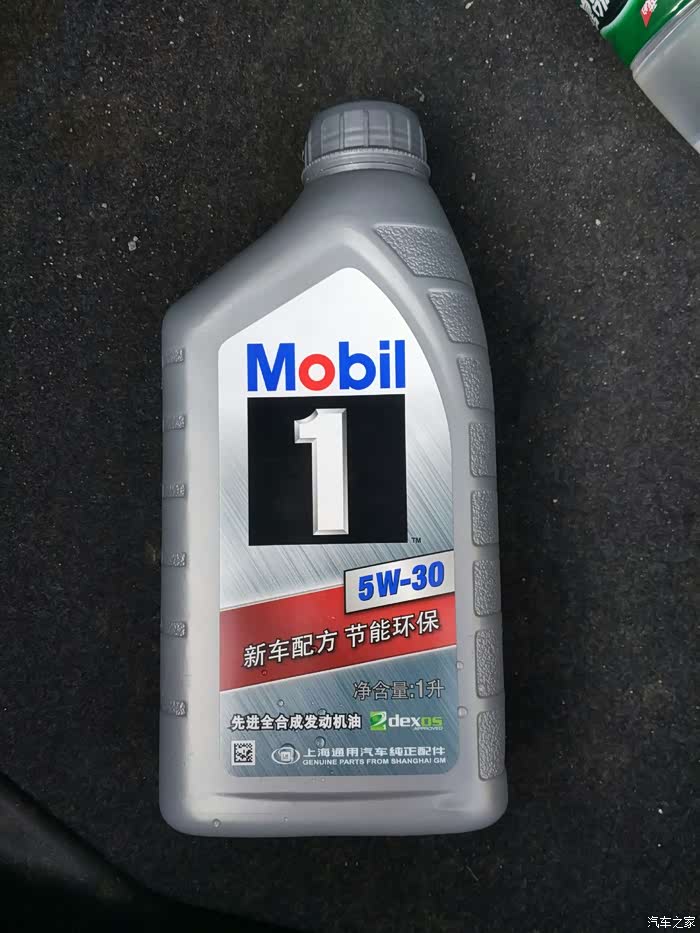 Mobil
1
TM
5W-30
新车配方 节能环保
净含量:1升
先进全合成发动机油
dexos
APPROVED
上海通用汽车纯正配件
GENUINE PARTS FROM SHANGHAI GM
汽车之家